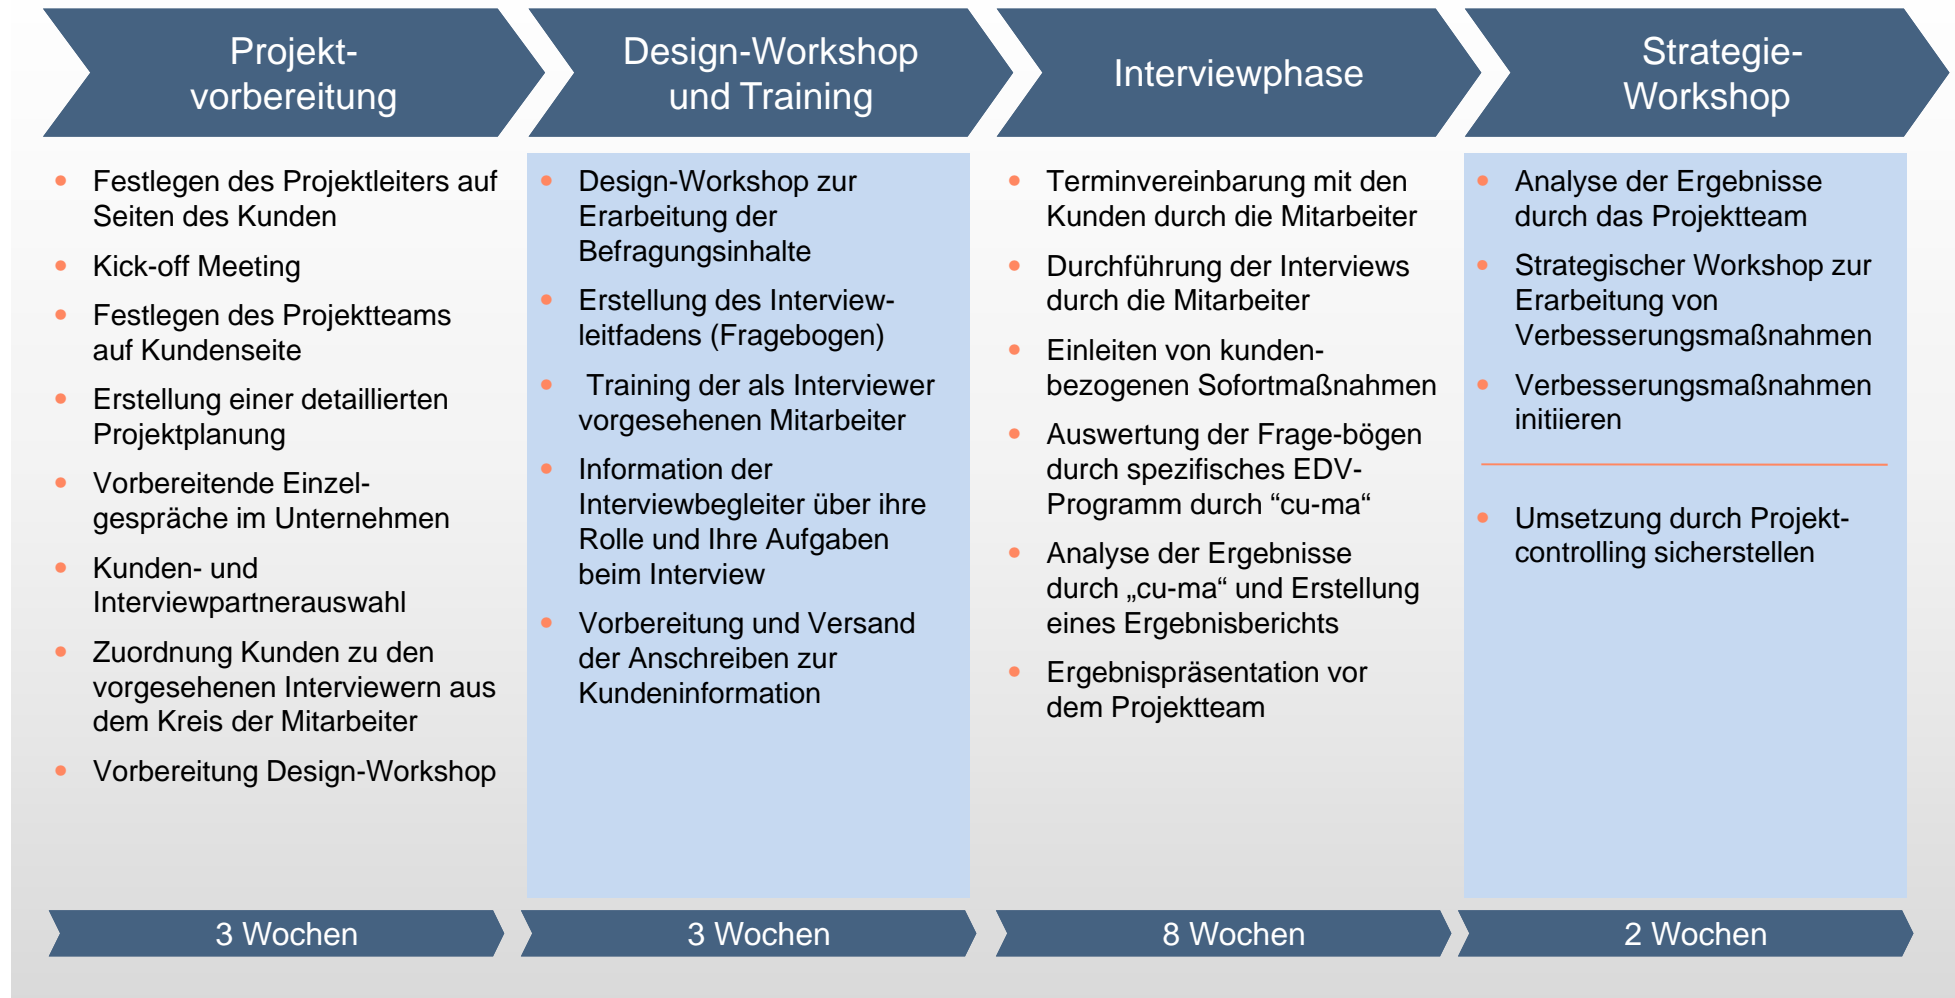 Projekt-
vorbereitung
Design-Workshop
und Training
Interviewphase
Strategie-
Workshop
Festlegen des Projektleiters auf
Seiten des Kunden
Kick-off Meeting
Festlegen des Projektteams
auf Kundenseite
Erstellung einer detaillierten
Projektplanung
Vorbereitende Einzel-
gespräche im Unternehmen
Kunden- und
Interviewpartnerauswahl
Zuordnung Kunden zu den
vorgesehenen Interviewern aus
dem Kreis der Mitarbeiter
Vorbereitung Design-Workshop
Design-Workshop zur
Erarbeitung der
Befragungsinhalte
Erstellung des Interview-
leitfadens (Fragebogen)
Training der als Interviewer
vorgesehenen Mitarbeiter
Information der
Interviewbegleiter über ihre
Rolle und Ihre Aufgaben
beim Interview
Vorbereitung und Versand
der Anschreiben zur
Kundeninformation
Terminvereinbarung mit den
Kunden durch die Mitarbeiter
Durchführung der Interviews
durch die Mitarbeiter
Einleiten von kunden-
bezogenen Sofortmaßnahmen
Auswertung der Frage-bögen
durch spezifisches EDV-
Programm durch “cu-ma“
Analyse der Ergebnisse
durch „cu-ma“ und Erstellung
eines Ergebnisberichts
Ergebnispräsentation vor
dem Projektteam
Analyse der Ergebnisse
durch das Projektteam
Strategischer Workshop zur
Erarbeitung von
Verbesserungsmaßnahmen
Verbesserungsmaßnahmen
initiieren
Umsetzung durch Projekt-
controlling sicherstellen
3 Wochen
3 Wochen
8 Wochen
2 Wochen